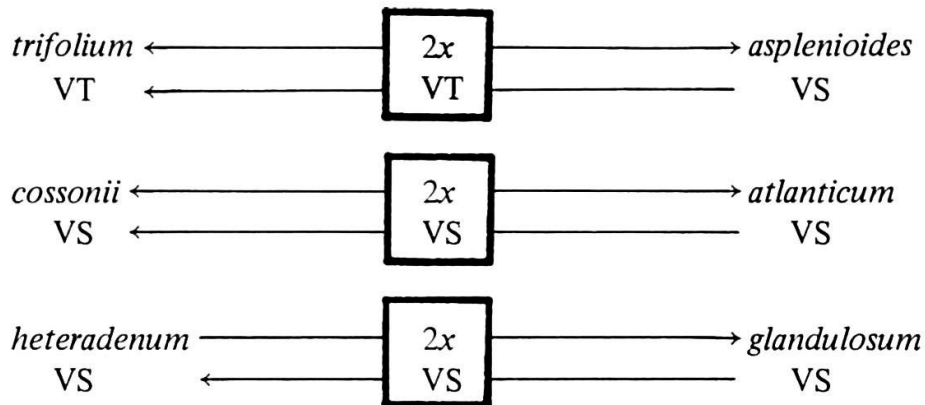 trifolium 2x asplenioides
VT VT VS
cossonii 2x atlanticum
VS VS VS
heteradenum 2x glandulosum
VS VS VS